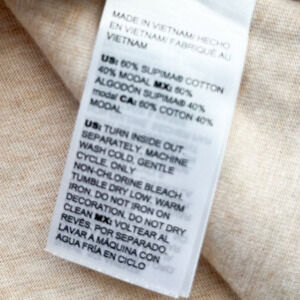 MADE IN VIETNAM/ HECHO
EN VIETNAM/ FABRIQUÉ AU
VIETNAM
US: 60% SUPIMA® COTTON
40% MODAL MX: 60%
ALGODÓN SUPIMA® 40%
modal CA: 60% COTON 40%
MODAL
US: TURN INSIDE OUT.
SEPARATELY. MACHINE
WASH COLD, GENTLE
CYCLE. ONLY
NON-CHLORINE BLEACH
TUMBLE DRY LOW. WARM
IRON. DO NOT IRON ON
DECORATION. DO NOT DRY
CLEAN MX: VOLTEAR AL
REVÉS, POR SEPARADO.
LAVAR A MÁQUINA CON
AGUA FRÍA EN CICLO